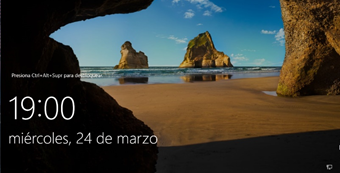 Presiona Ctrl+Alt+Supr para desbloquear.
19:00
miércoles, 24 de marzo